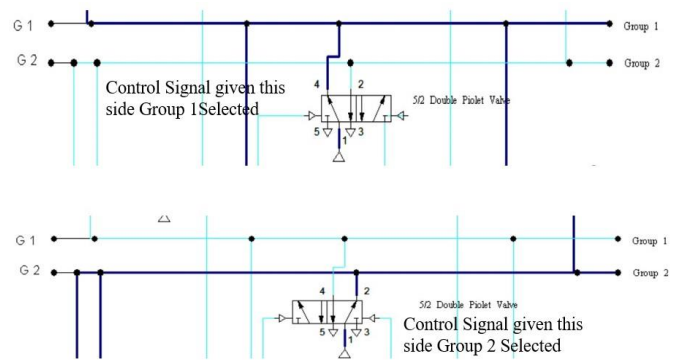 G 1
Group 1
G 2
Group 2
Control Signal given this
side Group 1Selected
4 2
5/2 Double Piolet Valve
5 3
1
G 1
Group 1
G 2
Group 2
4 2
5/2 Double Piolet Valve
5 3
1
Control Signal given this
side Group 2 Selected